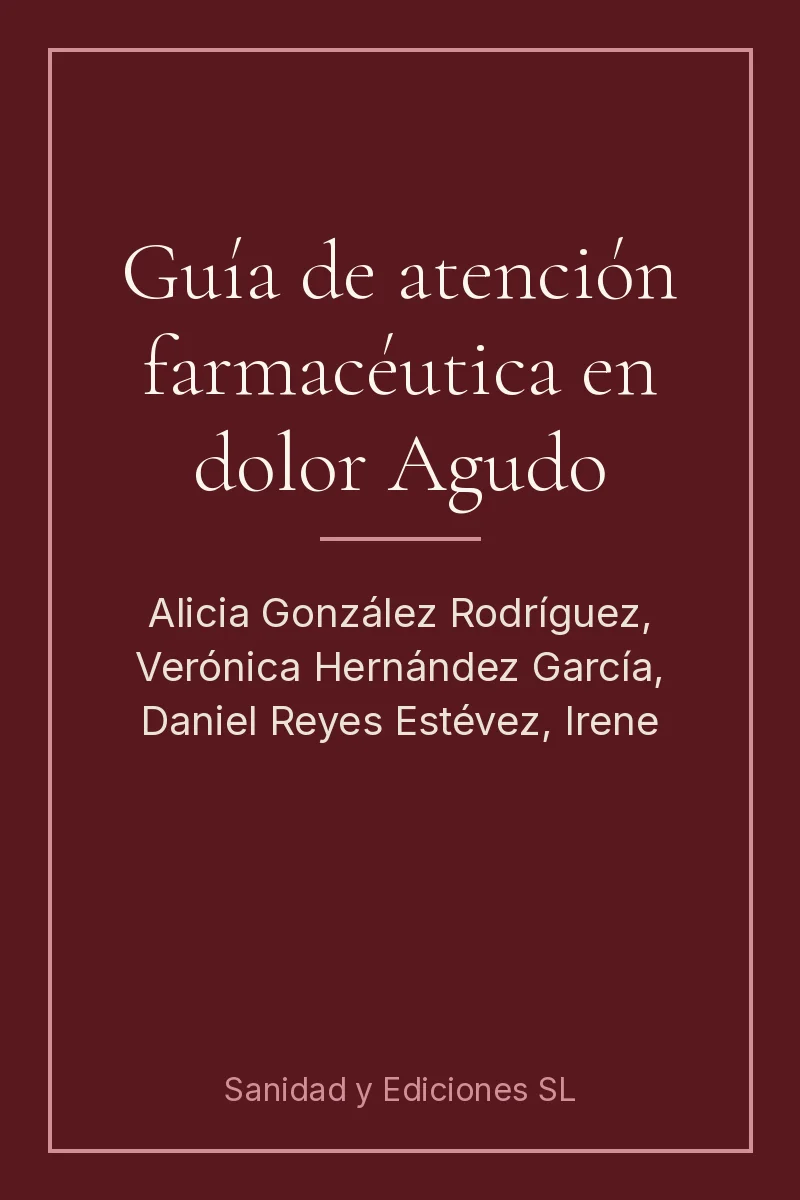 Guía de atención
farmacéutica en
dolor Agudo
Alicia González Rodríguez,
Verónica Hernández García,
Daniel Reyes Estévez, Irene
Sanidad y Ediciones SL